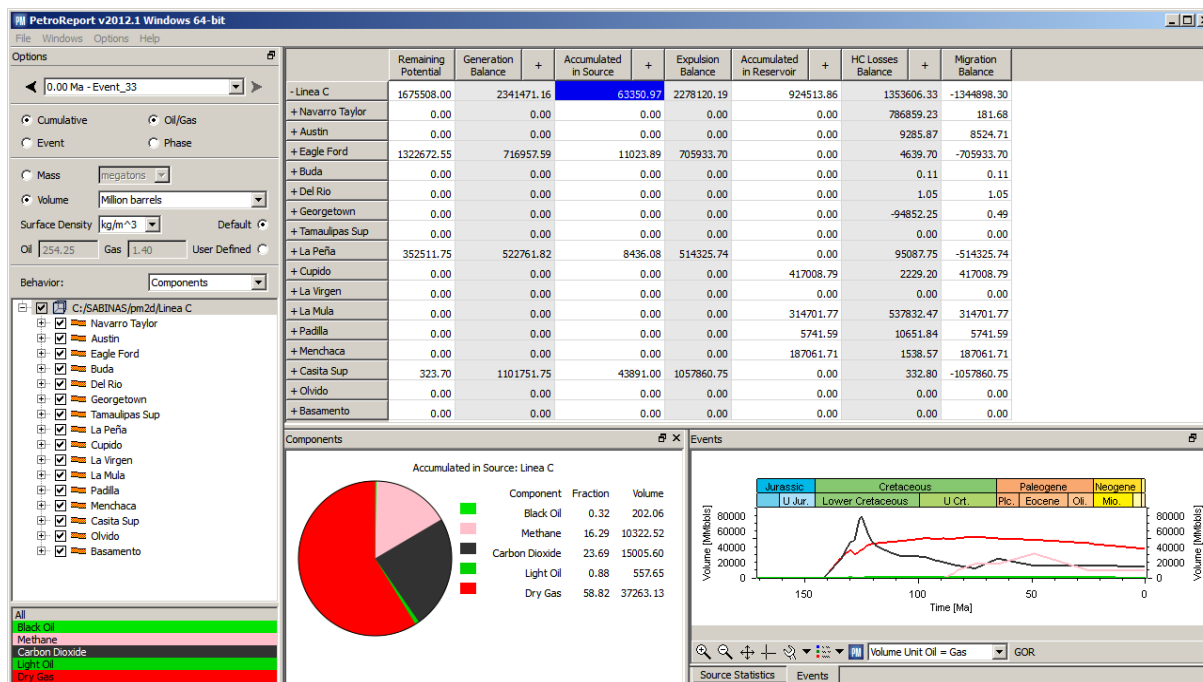 PetroReport v2012.1 Windows 64-bit
File Windows Options Help
Options
0.00 Ma - Event_33
Cumulative Oil/Gas
Event Phase
Mass megatons
Volume Million barrels
Surface Density kg/m^3 Default
Oil 254.25 Gas 1.40 User Defined
Behavior: Components
C:/SABINAS/pm2d/Linea C
Navarro Taylor
Austin
Eagle Ford
Buda
Del Rio
Georgetown
Tamaulipas Sup
La Peña
Cupido
La Virgen
La Mula
Padilla
Menchaca
Casita Sup
Olvido
Basamento
All
Black Oil
Methane
Carbon Dioxide
Light Oil
Dry Gas
Remaining Potential Generation Balance + Accumulated in Source + Expulsion Balance Accumulated in Reservoir + HC Losses Balance + Migration Balance
- Linea C 1675508.00 2341471.16 63350.97 2278120.19 924513.86 1353606.33 -1344898.30
+ Navarro Taylor 0.00 0.00 0.00 0.00 0.00 786859.23 181.68
+ Austin 0.00 0.00 0.00 0.00 0.00 9285.87 8524.71
+ Eagle Ford 1322672.55 716957.59 11023.89 705933.70 0.00 4639.70 -705933.70
+ Buda 0.00 0.00 0.00 0.00 0.00 0.11 0.11
+ Del Rio 0.00 0.00 0.00 0.00 0.00 1.05 1.05
+ Georgetown 0.00 0.00 0.00 0.00 0.00 -94852.25 0.49
+ Tamaulipas Sup 0.00 0.00 0.00 0.00 0.00 0.00 0.00
+ La Peña 352511.75 522761.82 8436.08 514325.74 0.00 95087.75 -514325.74
+ Cupido 0.00 0.00 0.00 0.00 417008.79 2229.20 417008.79
+ La Virgen 0.00 0.00 0.00 0.00 0.00 0.00 0.00
+ La Mula 0.00 0.00 0.00 0.00 314701.77 537832.47 314701.77
+ Padilla 0.00 0.00 0.00 0.00 5741.59 10651.84 5741.59
+ Menchaca 0.00 0.00 0.00 0.00 187061.71 1538.57 187061.71
+ Casita Sup 323.70 1101751.75 43891.00 1057860.75 0.00 332.80 -1057860.75
+ Olvido 0.00 0.00 0.00 0.00 0.00 0.00 0.00
+ Basamento 0.00 0.00 0.00 0.00 0.00 0.00 0.00
Components
Accumulated in Source: Linea C
Component Fraction Volume
Black Oil 0.32 202.06
Methane 16.29 10322.52
Carbon Dioxide 23.69 15005.60
Light Oil 0.88 557.65
Dry Gas 58.82 37263.13
Events
Jurassic Cretaceous Paleogene Neogene
U Jur. Lower Cretaceous U Crt. Plc. Eocene Oli. Mio.
Volume [MMbbls]
80000
60000
40000
20000
0
80000
60000
40000
20000
0
150 100 50 0
Time [Ma]
PM Volume Unit Oil = Gas GOR
Source Statistics Events